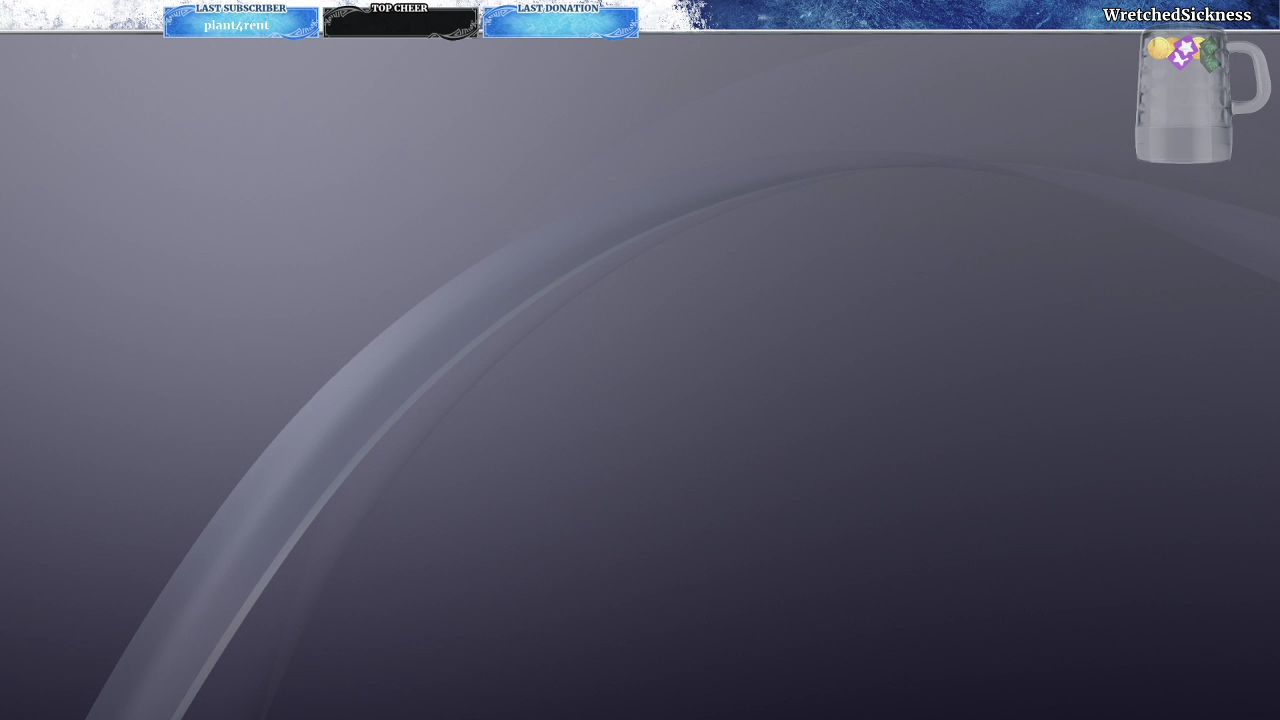 LAST SUBSCRIBER
plant4rent
TOP CHEER
LAST DONATION
WretchedSickness